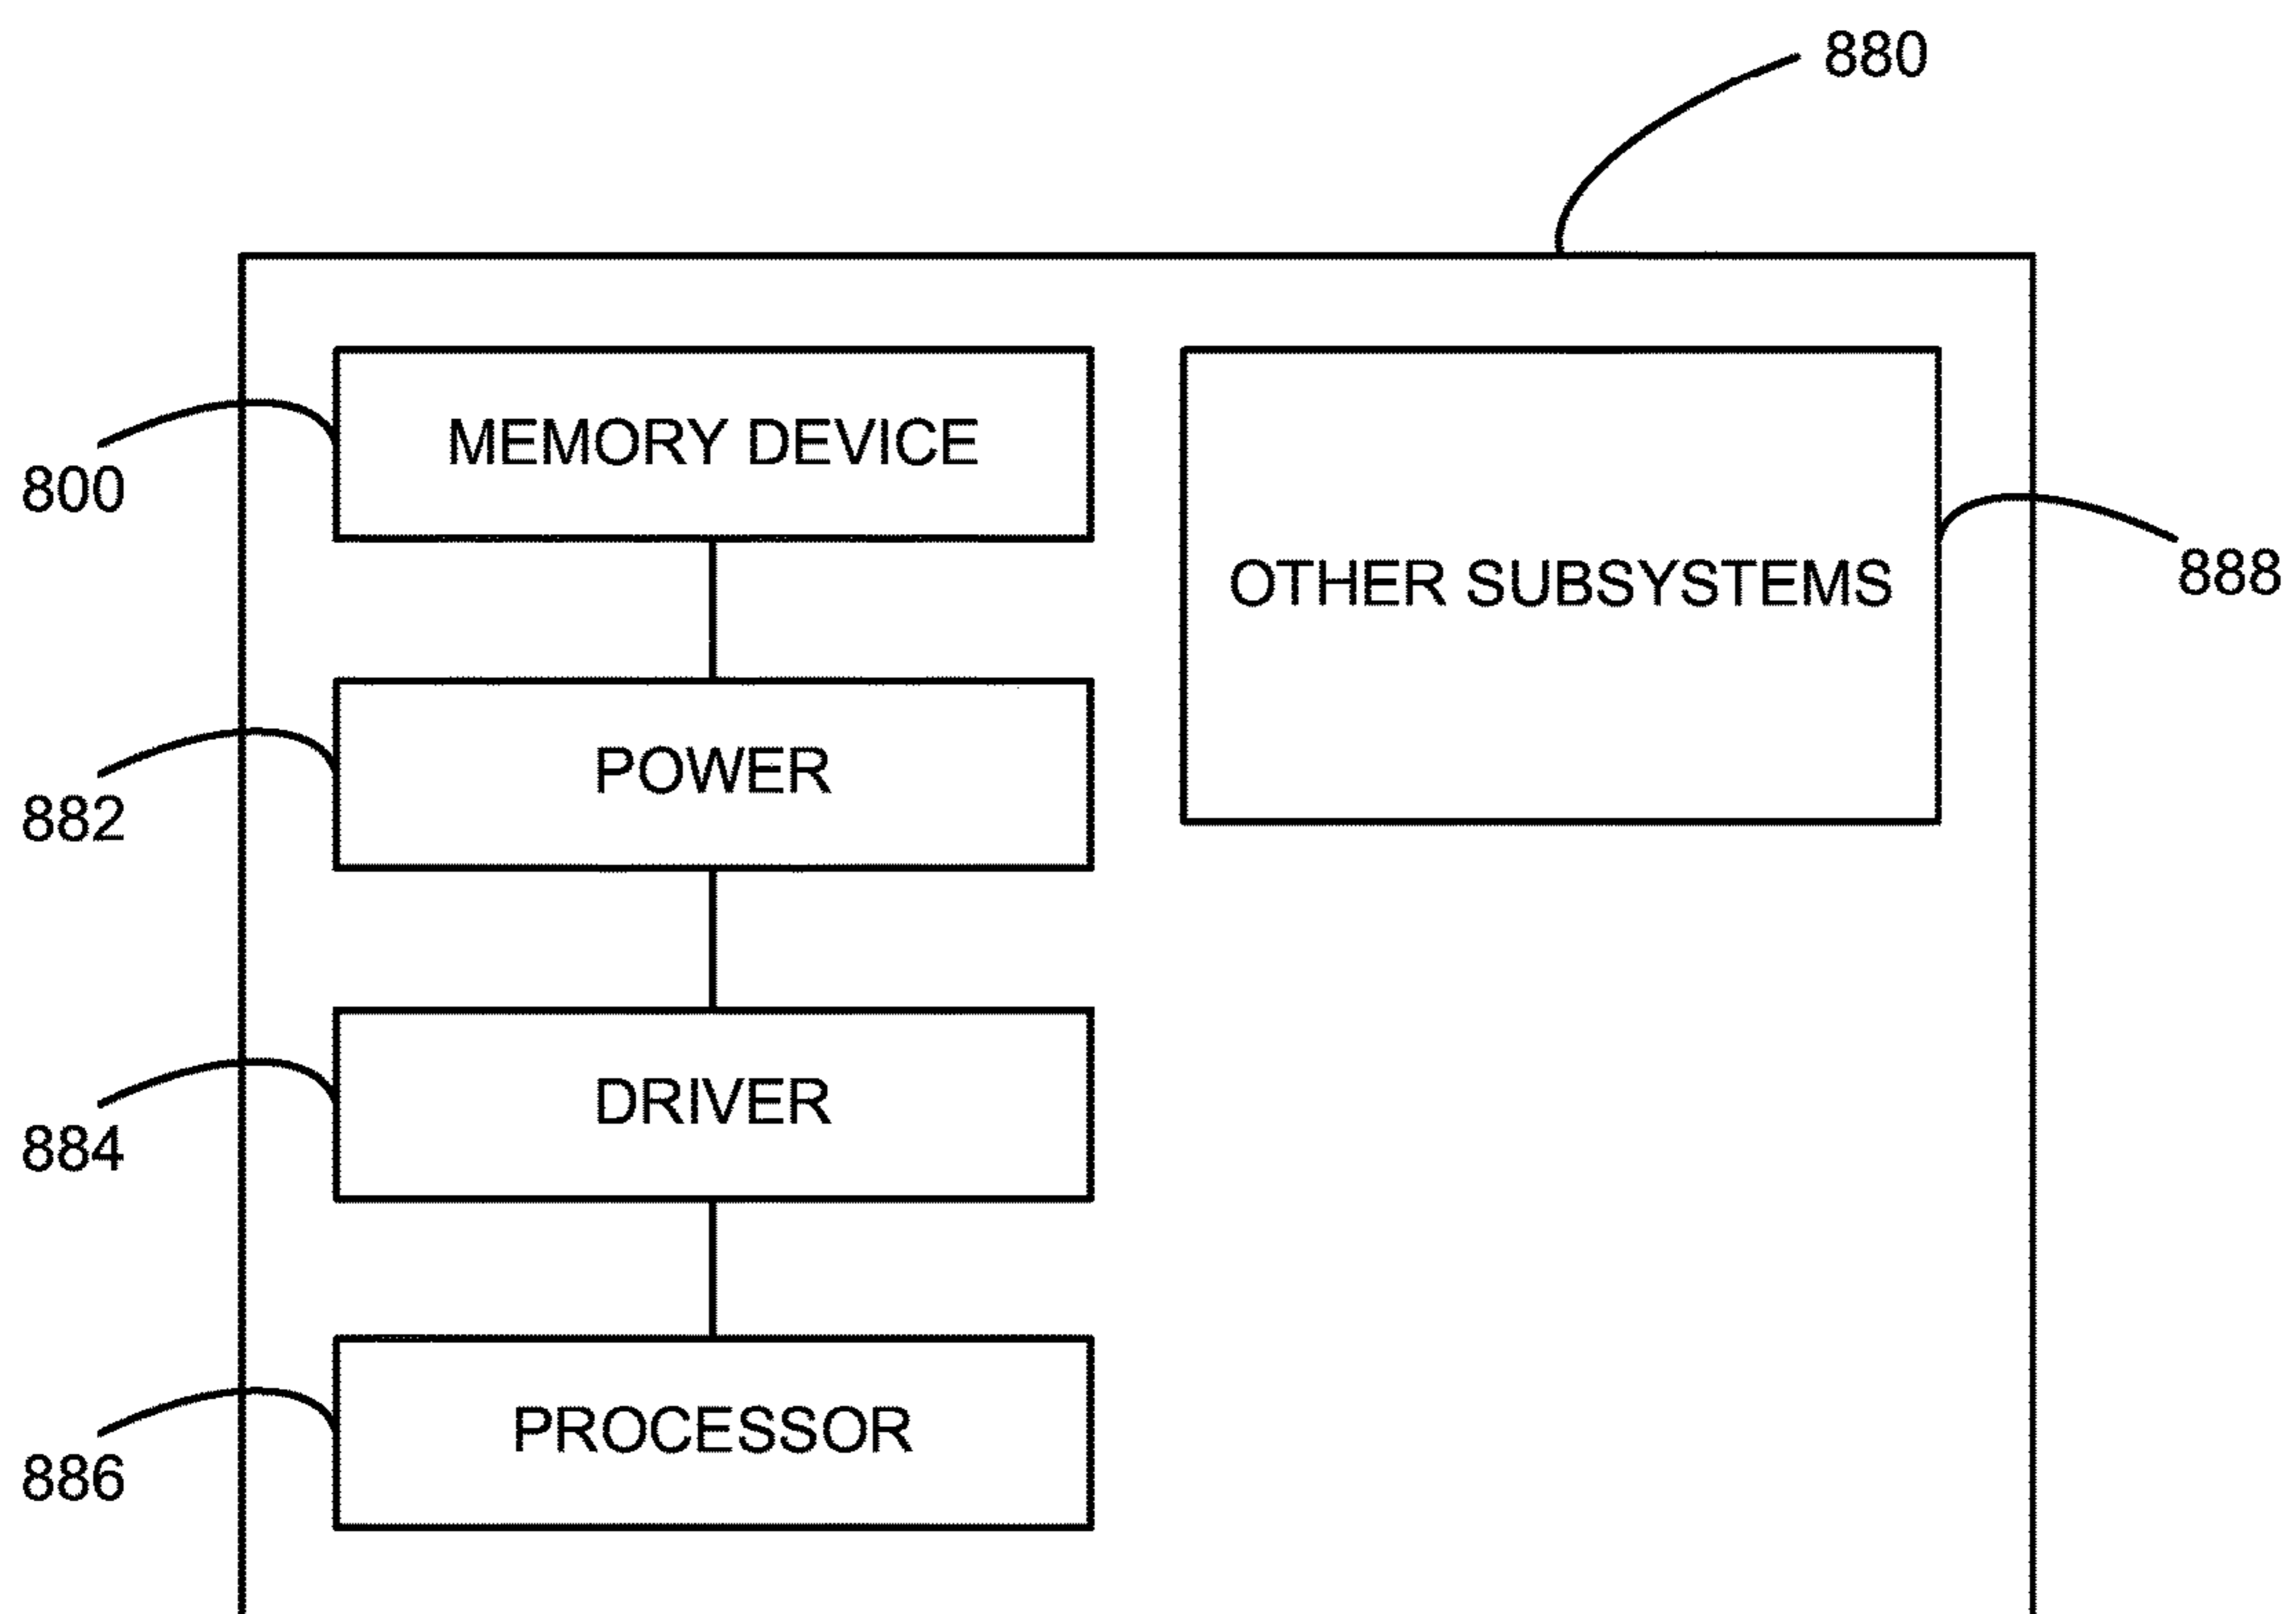 880
MEMORY DEVICE
800
OTHER SUBSYSTEMS
888
POWER
882
DRIVER
884
PROCESSOR
886